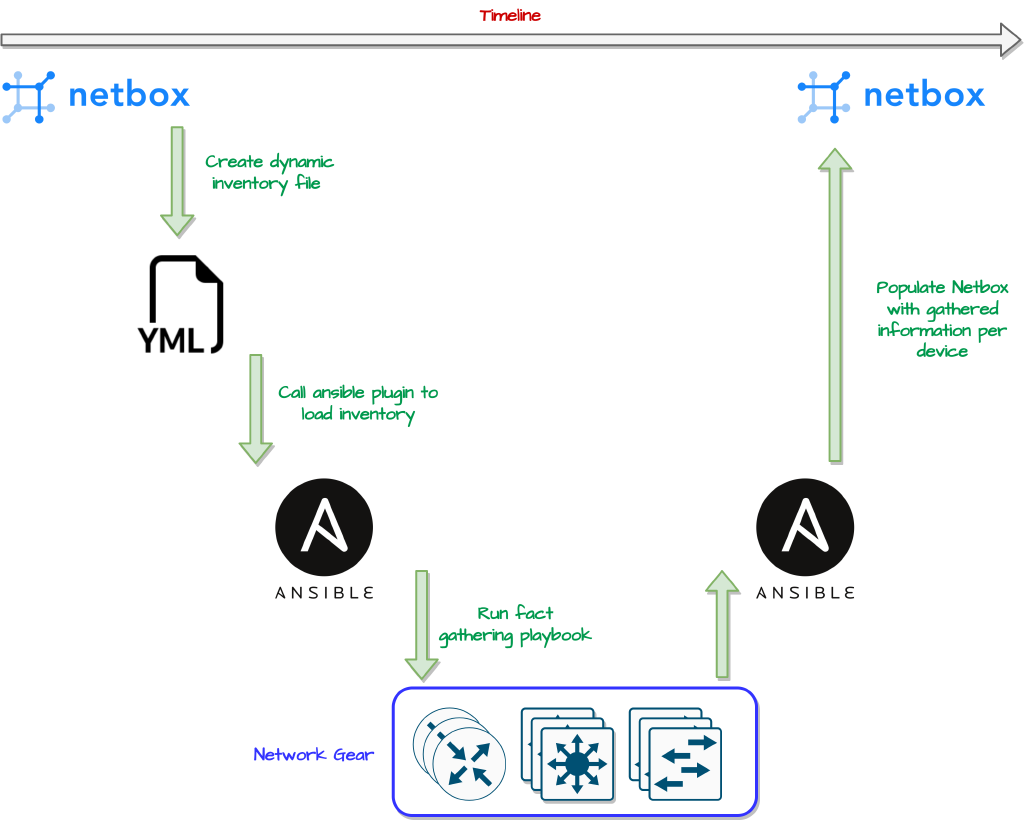 Timeline
netbox
netbox
Create dynamic
inventory file
YML
Populate Netbox
with gathered
information per
device
Call ansible plugin to
load inventory
ANSIBLE
ANSIBLE
Run fact
gathering playbook
Network Gear